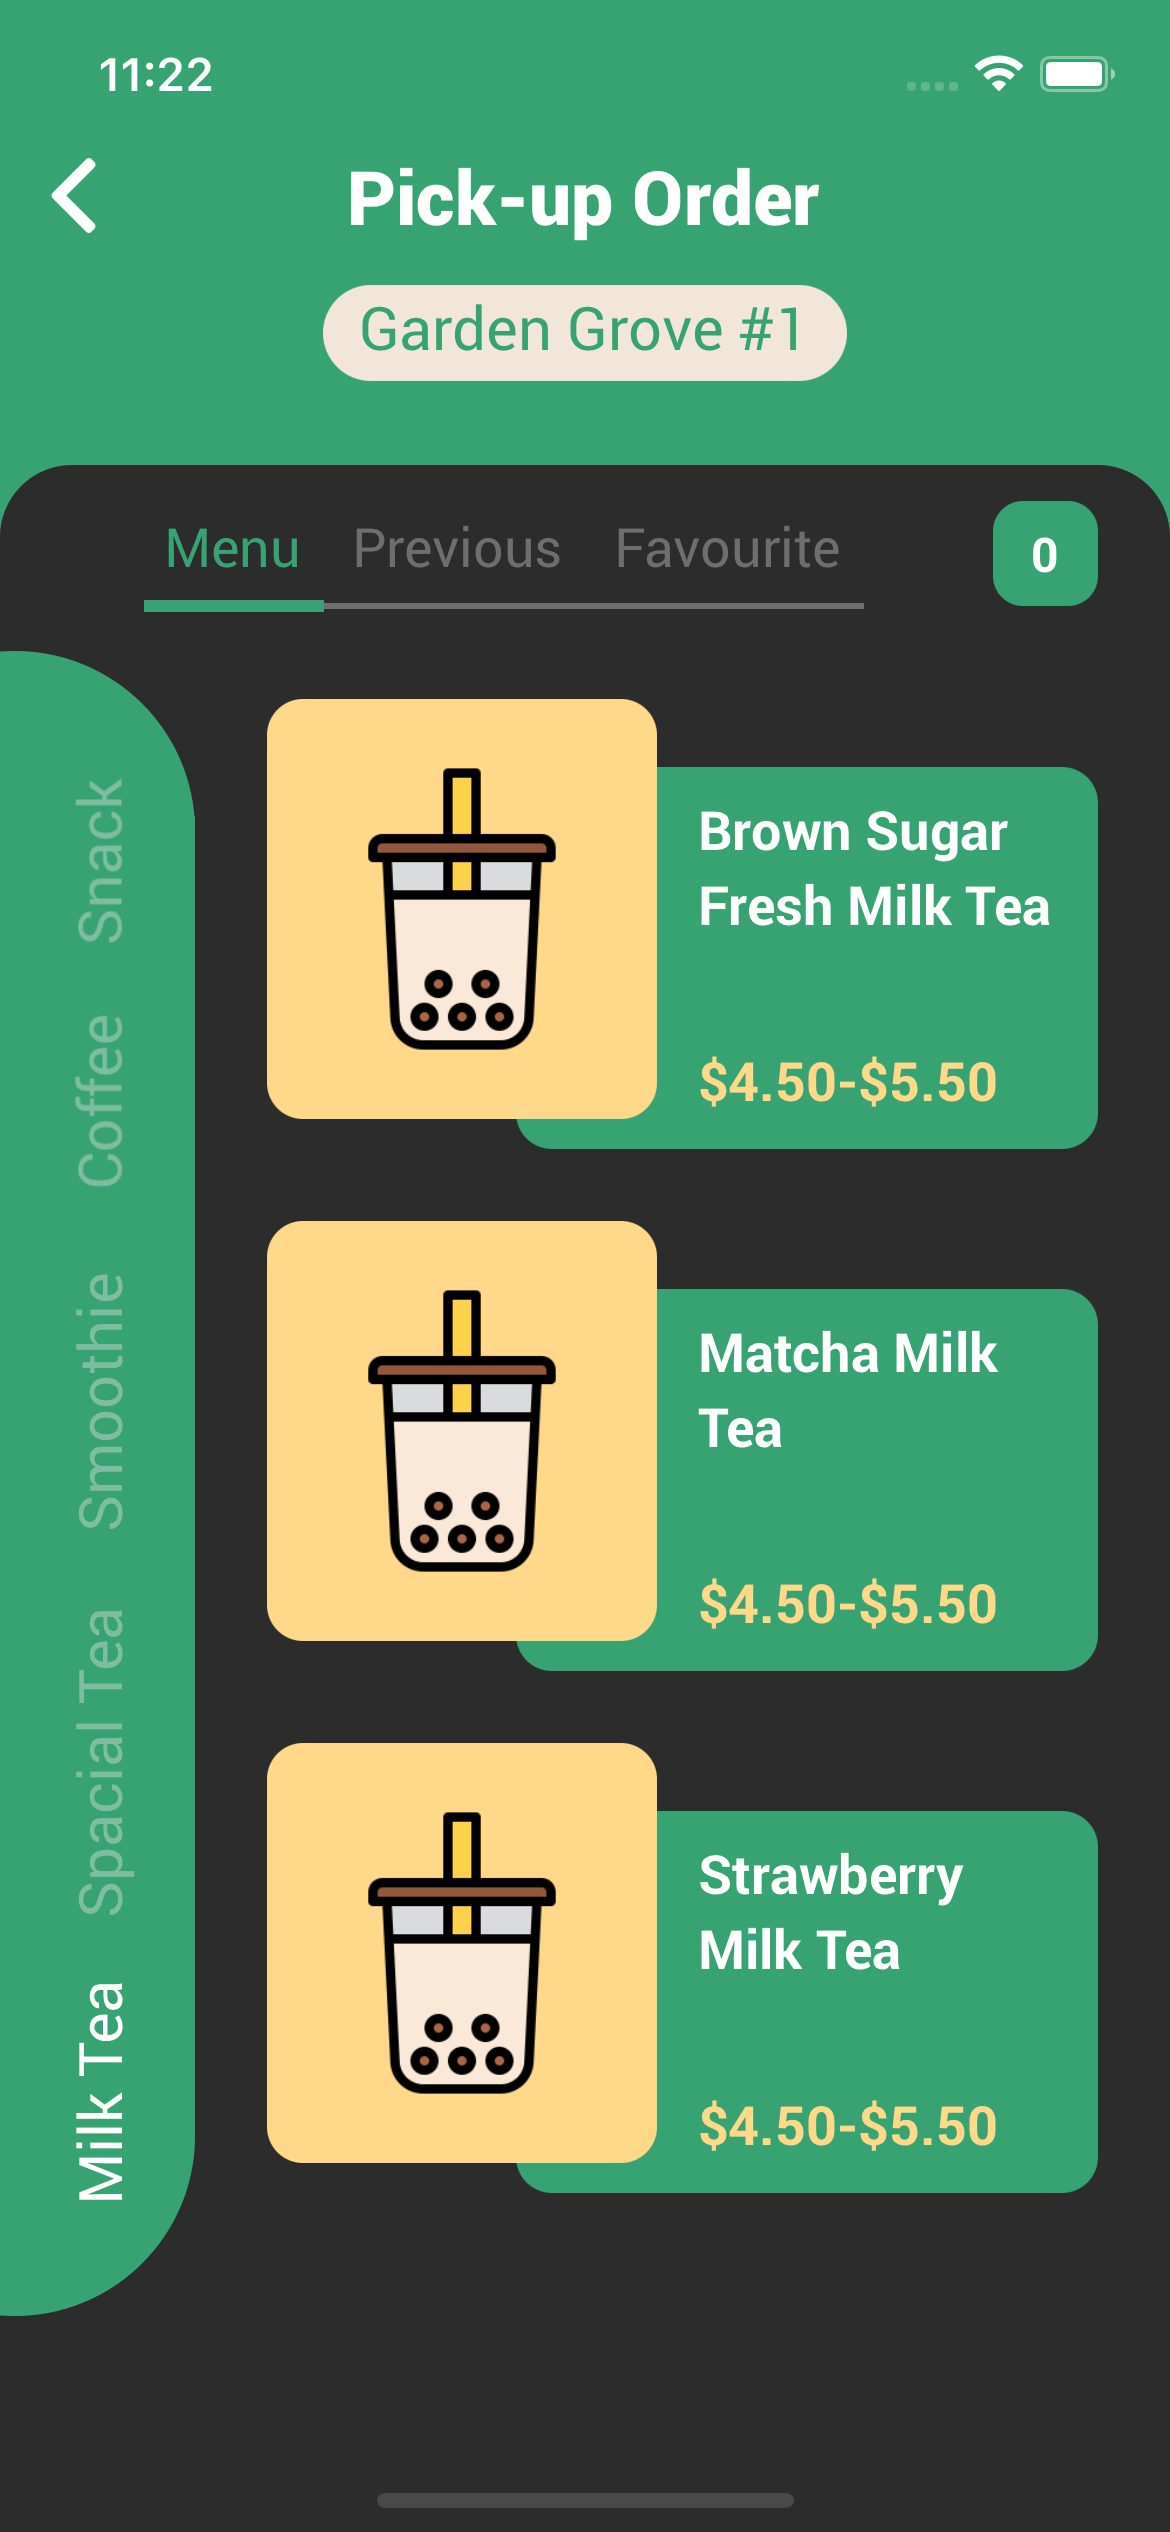 11:22
Pick-up Order
Garden Grove #1
Menu Previous Favourite 0
Snack
Coffee
Smoothie
Spacial Tea
Milk Tea
Brown Sugar
Fresh Milk Tea
$4.50-$5.50
Matcha Milk
Tea
$4.50-$5.50
Strawberry
Milk Tea
$4.50-$5.50